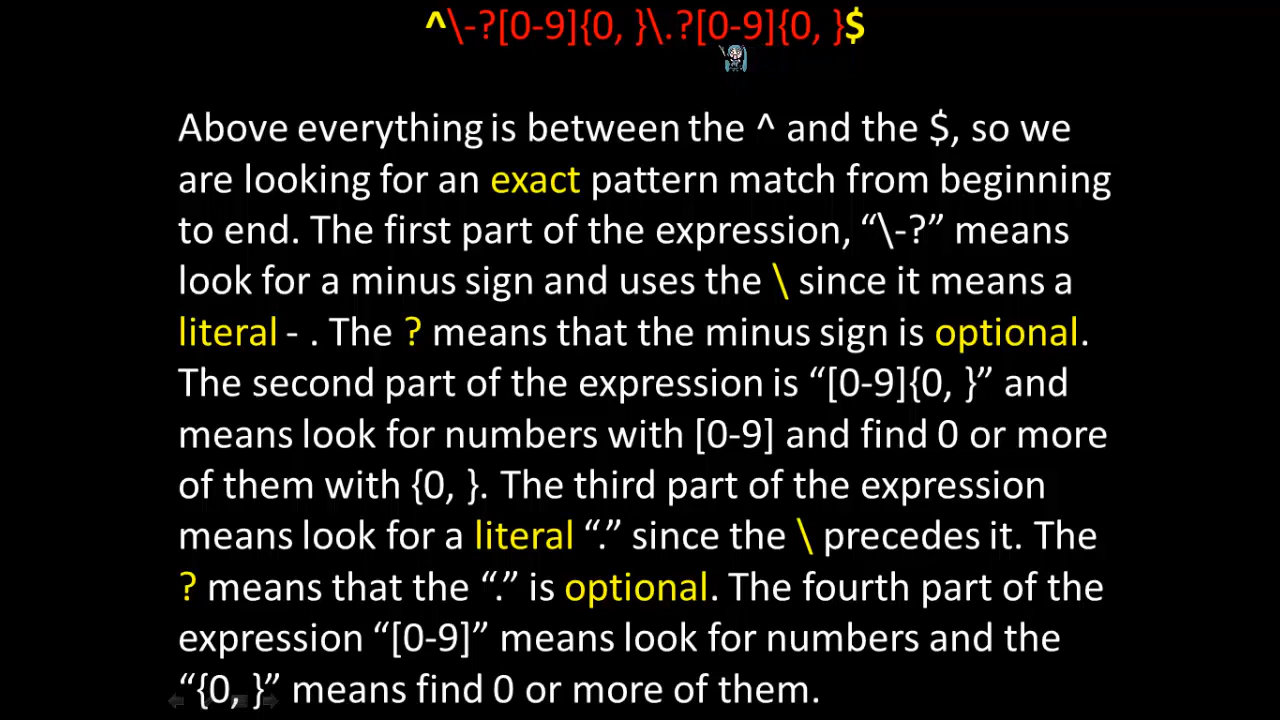 ^\-?[0-9]{0, }\.?[0-9]{0, }$
Above everything is between the ^ and the $, so we
are looking for an exact pattern match from beginning
to end. The first part of the expression, “\-?” means
look for a minus sign and uses the \ since it means a
literal - . The ? means that the minus sign is optional.
The second part of the expression is “[0-9]{0, }” and
means look for numbers with [0-9] and find 0 or more
of them with {0, }. The third part of the expression
means look for a literal “.” since the \ precedes it. The
? means that the “.” is optional. The fourth part of the
expression “[0-9]” means look for numbers and the
“{0, }” means find 0 or more of them.